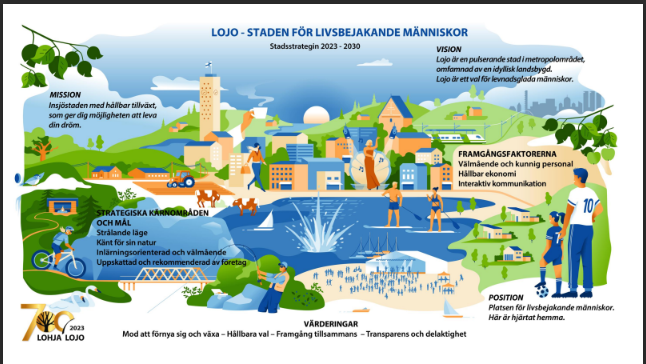 LOJO - STADEN FÖR LIVSBEJAKANDE MÄNNISKOR
Stadsstrategin 2023 - 2030
VISION
Lojo är en pulserande stad i metropolområdet,
omfamnad av en idyllisk landsbygd.
Lojo är ett val för levnadsglada människor.
MISSION
Insjöstaden med hållbar tillväxt,
som ger dig möjligheten att leva
din dröm.
FRAMGÅNGSFAKTORERNA
Välmående och kunnig personal
Hållbar ekonomi
Interaktiv kommunikation
STRATEGISKA KÄRNOMRÅDEN
OCH MÅL
Strålande läge
Känt för sin natur
Inlärningsorienterad och välmående
Uppskattad och rekommenderad av företag
10
POSITION
Platsen för livsbejakande människor.
Här är hjärtat hemma.
700
2023
LOHJA LOJO
VÄRDERINGAR
Mod att förnya sig och växa – Hållbara val – Framgång tillsammans – Transparens och delaktighet